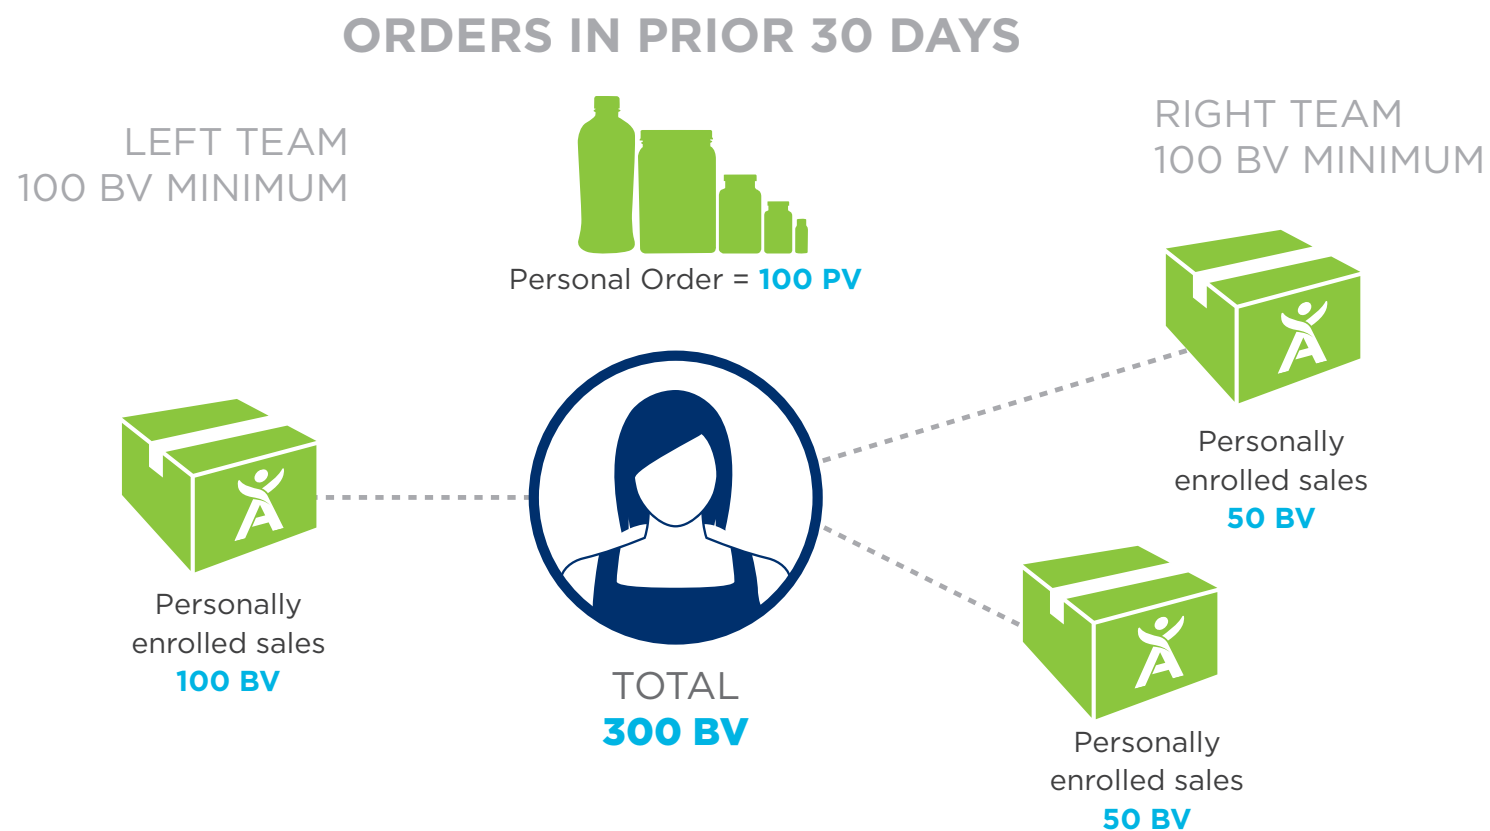 ORDERS IN PRIOR 30 DAYS
LEFT TEAM
100 BV MINIMUM
RIGHT TEAM
100 BV MINIMUM
Personal Order = 100 PV
Personally
enrolled sales
100 BV
TOTAL
300 BV
Personally
enrolled sales
50 BV
Personally
enrolled sales
50 BV